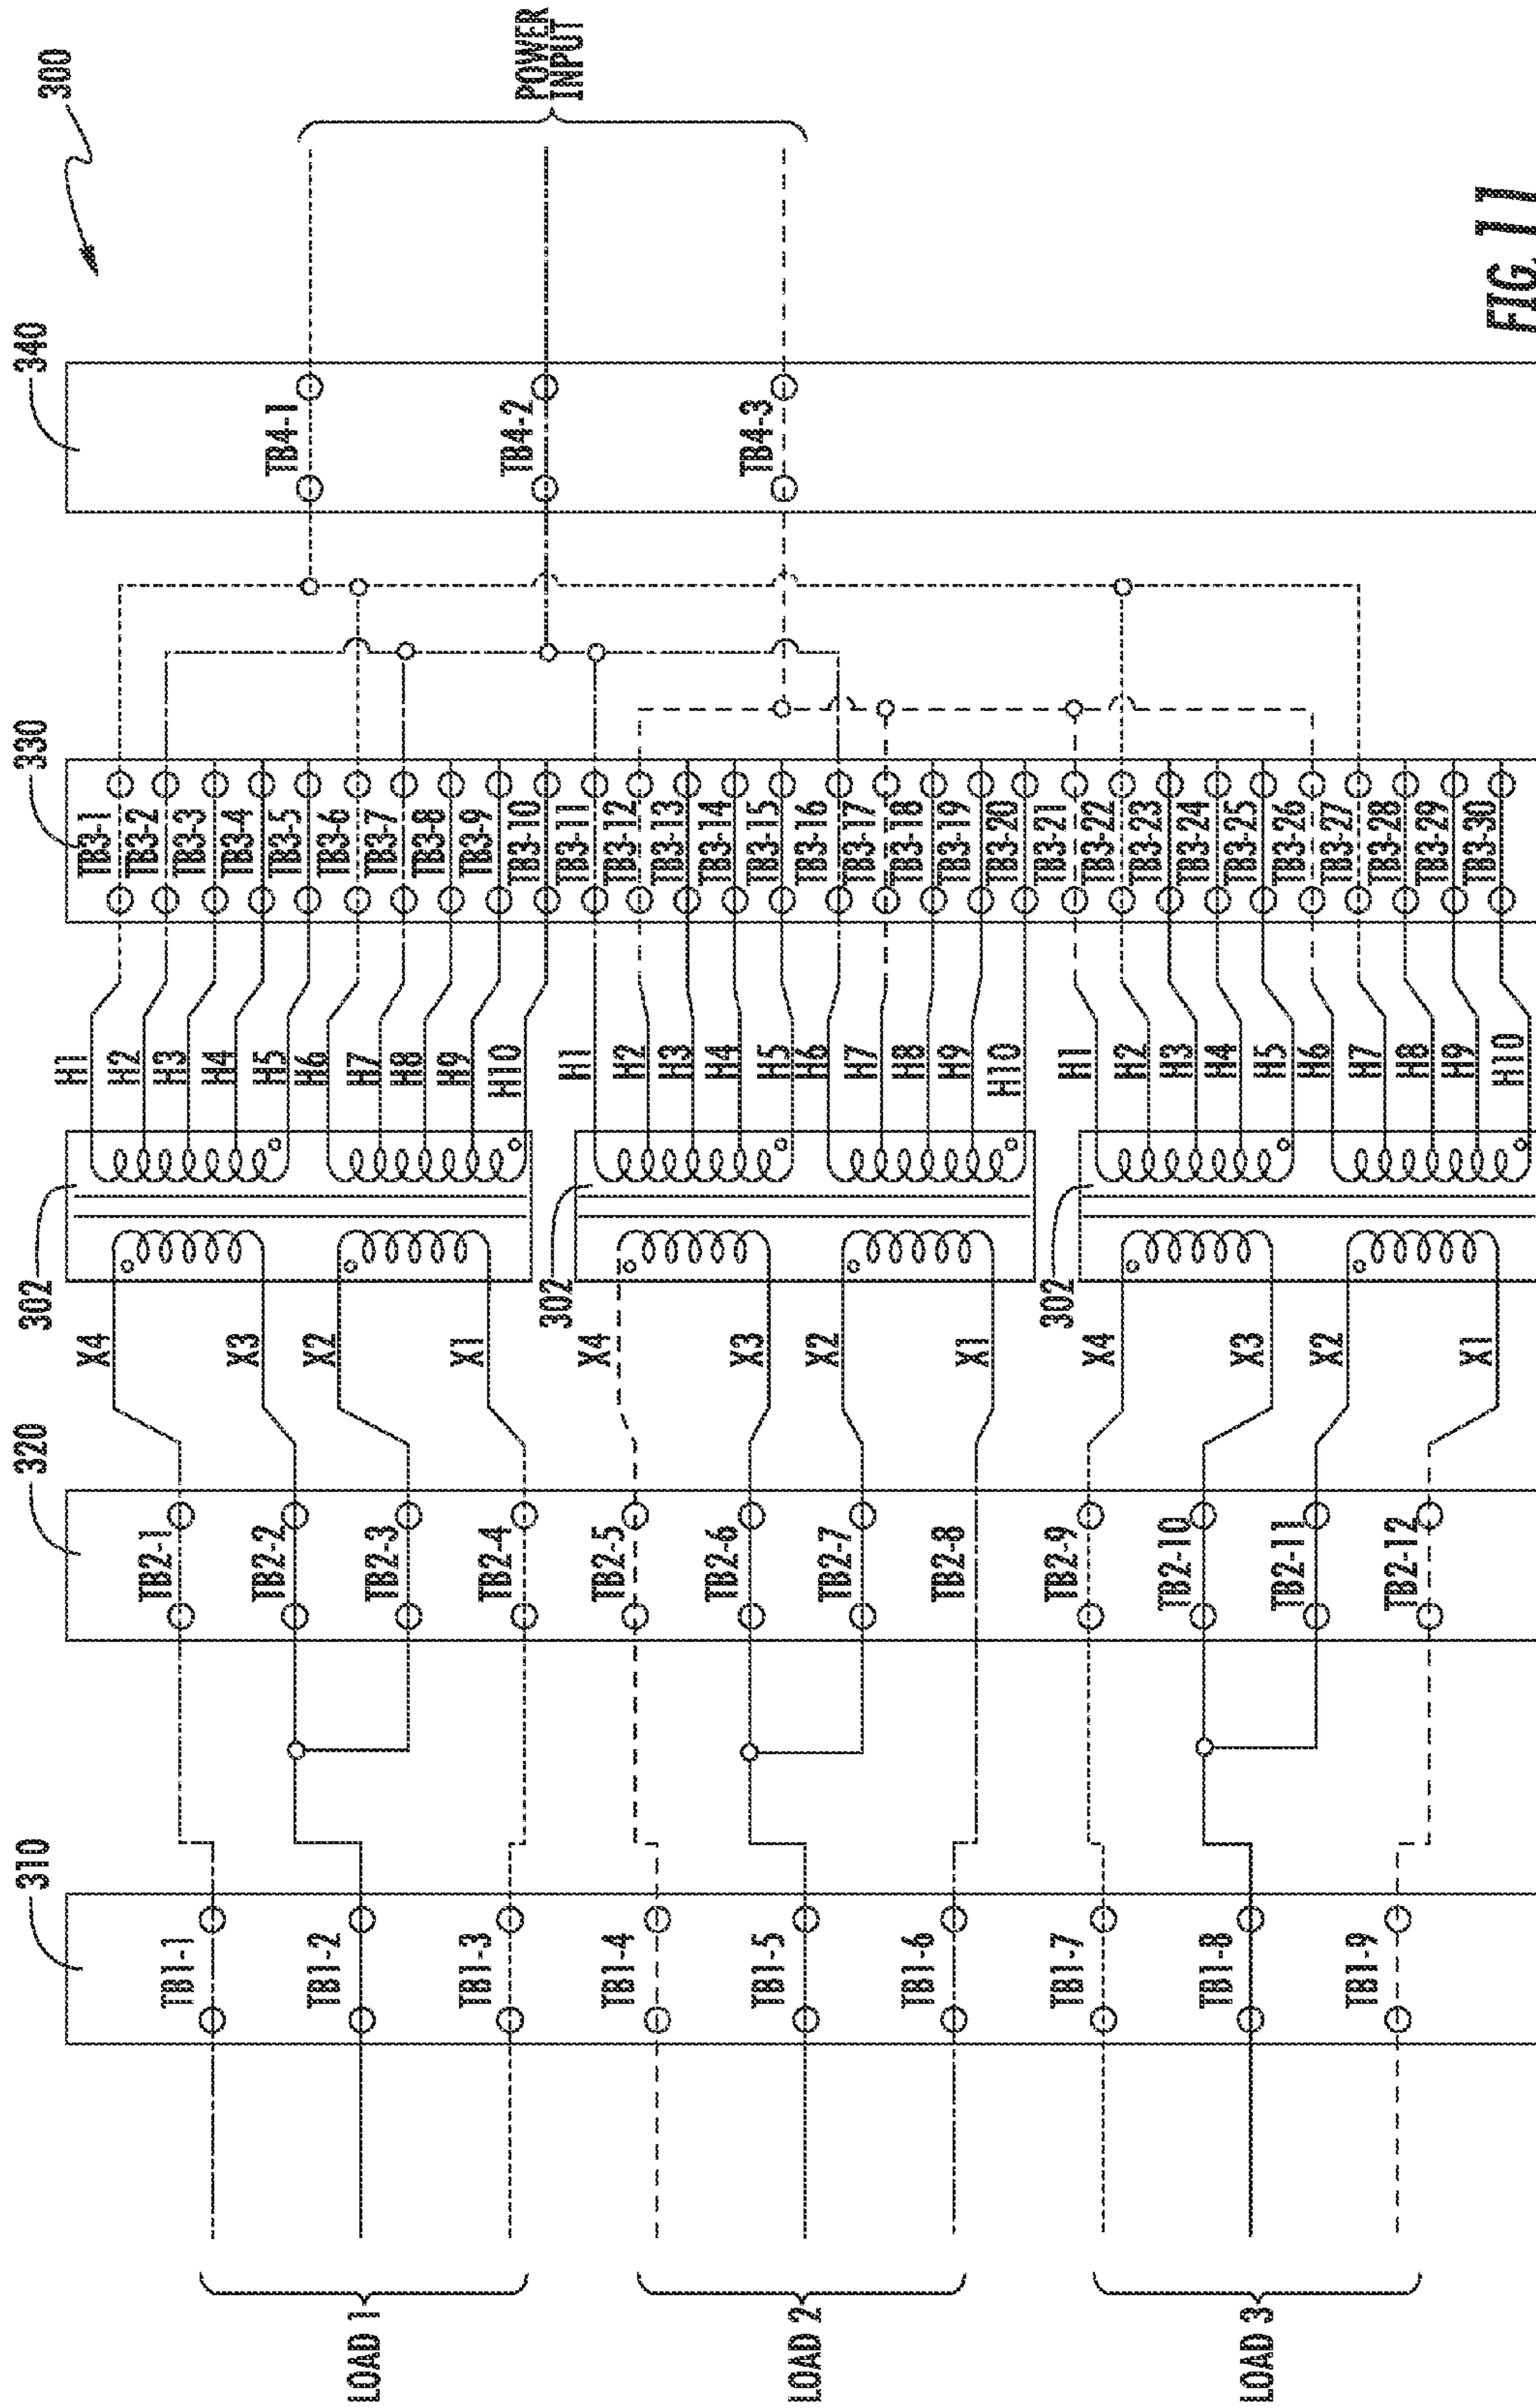 300
POWER
INPUT
340
TB4-1
TB4-2
TB4-3
330
TB3-1
TB3-2
TB3-3
TB3-4
TB3-5
TB3-6
TB3-7
TB3-8
TB3-9
TB3-10
TB3-11
TB3-12
TB3-13
TB3-14
TB3-15
TB3-16
TB3-17
TB3-18
TB3-19
TB3-20
TB3-21
TB3-22
TB3-23
TB3-24
TB3-25
TB3-26
TB3-27
TB3-28
TB3-29
TB3-30
H1
H2
H3
H4
H5
H6
H7
H8
H9
H10
H1
H2
H3
H4
H5
H6
H7
H8
H9
H10
H1
H2
H3
H4
H5
H6
H7
H8
H9
H10
302
302
302
X4
X3
X2
X1
X4
X3
X2
X1
X4
X3
X2
X1
320
TB2-1
TB2-2
TB2-3
TB2-4
TB2-5
TB2-6
TB2-7
TB2-8
TB2-9
TB2-10
TB2-11
TB2-12
310
TB1-1
TB1-2
TB1-3
TB1-4
TB1-5
TB1-6
TB1-7
TB1-8
TB1-9
LOAD 1
LOAD 2
LOAD 3
FIG. 11